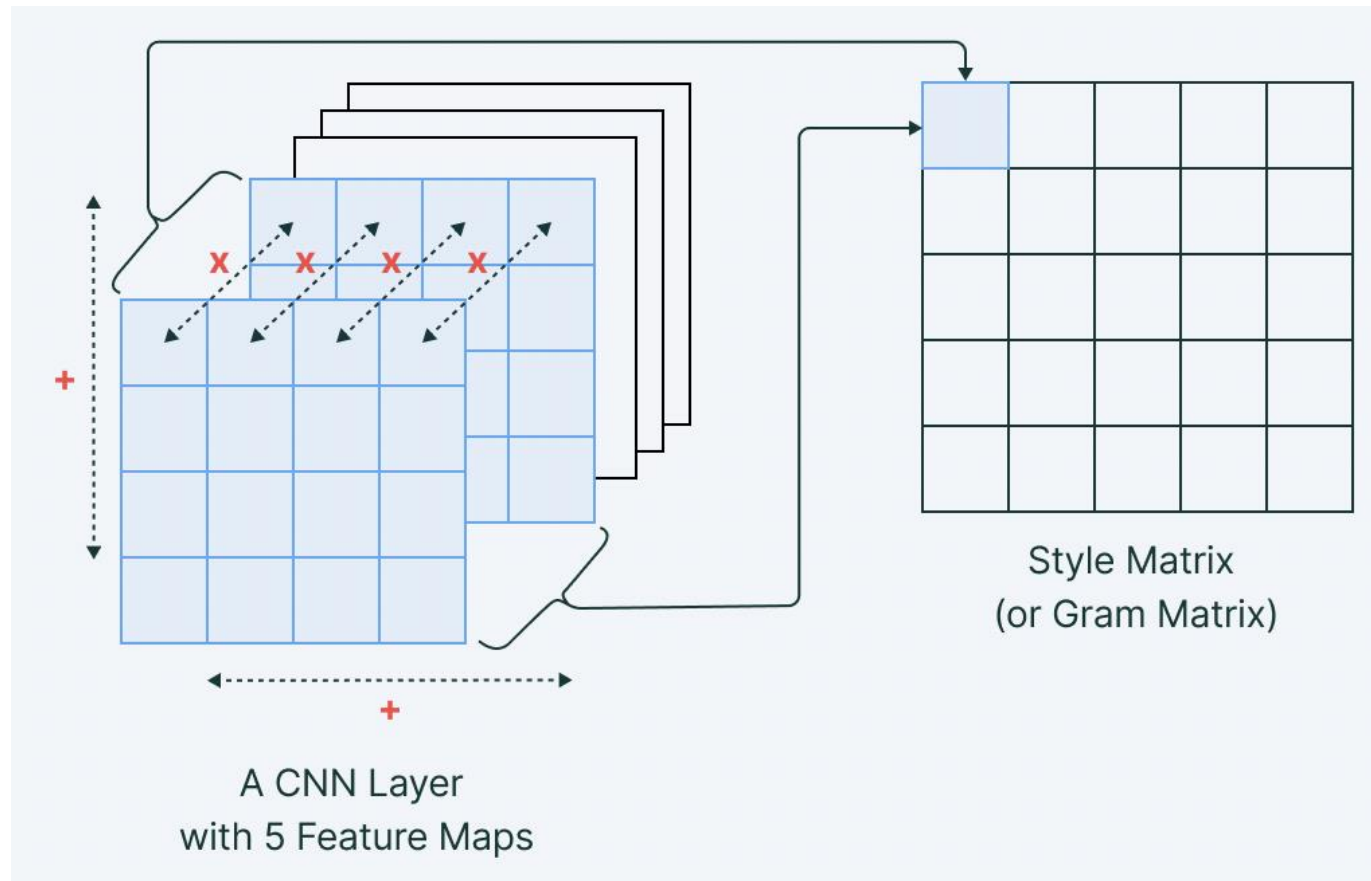 X X X X
+
+
Style Matrix
(or Gram Matrix)
A CNN Layer
with 5 Feature Maps